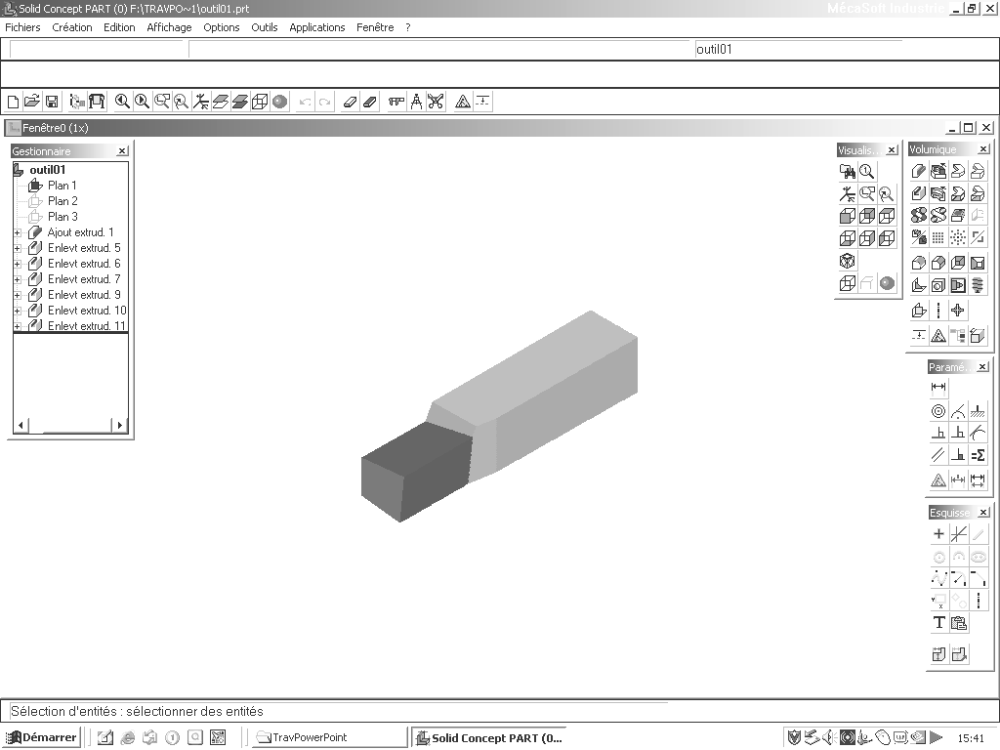 Solid Concept PART (0) F:\TRAVPO~1\outil01.prt
MécaSoft Industrie
Fichiers Création Edition Affichage Options Outils Applications Fenêtre ?
outil01
Fenêtre0 (1x)
Gestionnaire
outil01
Plan 1
Plan 2
Plan 3
Ajout extrud. 1
Enlevt extrud. 5
Enlevt extrud. 6
Enlevt extrud. 7
Enlevt extrud. 9
Enlevt extrud. 10
Enlevt extrud. 11
Visualis...
Volumique
Paramé...
Esquisse
Sélection d'entités : sélectionner des entités
Démarrer
TravPowerPoint
Solid Concept PART (0...
15:41